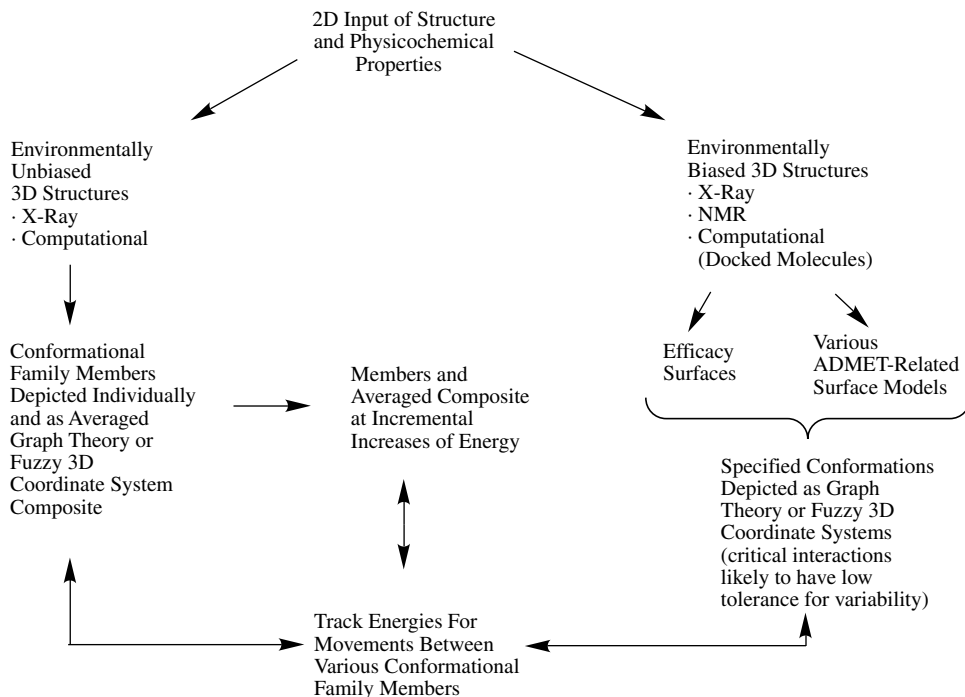 2D Input of Structure
and Physicochemical
Properties
Environmentally
Unbiased
3D Structures
· X-Ray
· Computational
Environmentally
Biased 3D Structures
· X-Ray
· NMR
· Computational
(Docked Molecules)
Efficacy
Surfaces
Various
ADMET-Related
Surface Models
Conformational
Family Members
Depicted Individually
and as Averaged
Graph Theory or
Fuzzy 3D
Coordinate System
Composite
Members and
Averaged Composite
at Incremental
Increases of Energy
Specified Conformations
Depicted as Graph
Theory or Fuzzy 3D
Coordinate Systems
(critical interactions
likely to have low
tolerance for variability)
Track Energies For
Movements Between
Various Conformational
Family Members